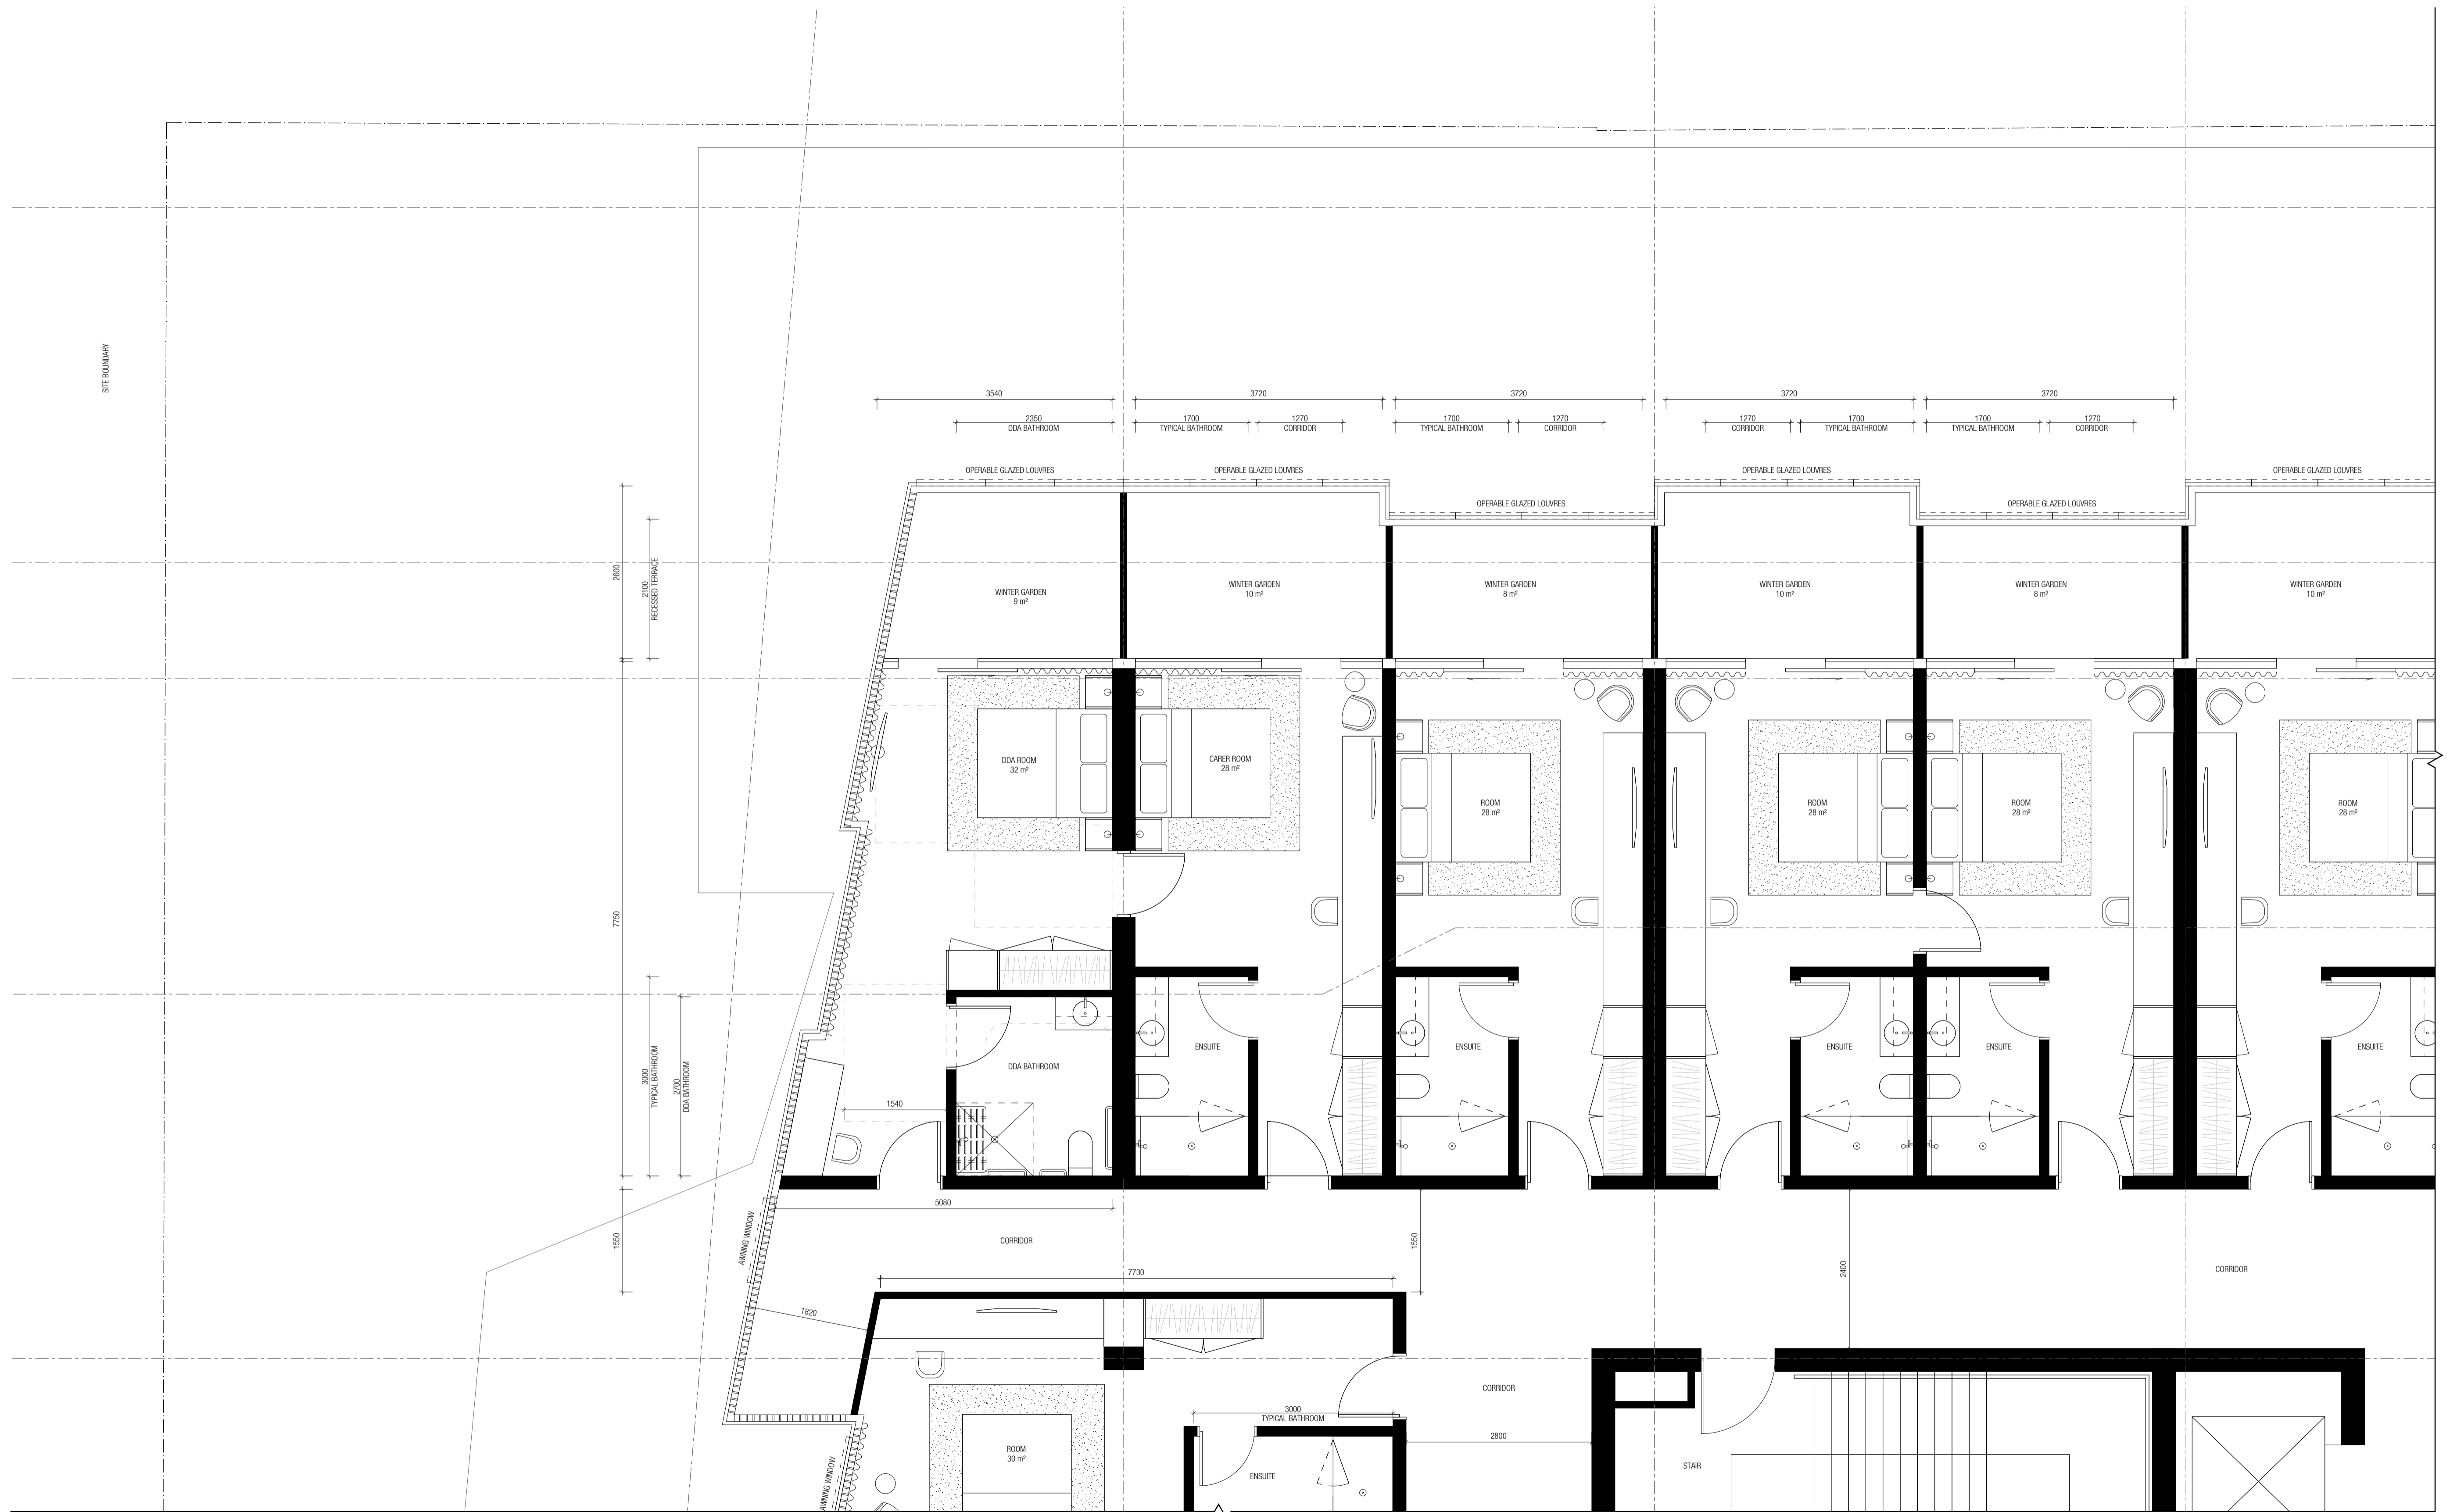 SITE BOUNDARY
3540
3720
3720
3720
3720
2350
DDA BATHROOM
1700
TYPICAL BATHROOM
1270
CORRIDOR
1700
TYPICAL BATHROOM
1270
CORRIDOR
1270
CORRIDOR
1700
TYPICAL BATHROOM
1700
TYPICAL BATHROOM
1270
CORRIDOR
OPERABLE GLAZED LOUVRES
OPERABLE GLAZED LOUVRES
OPERABLE GLAZED LOUVRES
OPERABLE GLAZED LOUVRES
OPERABLE GLAZED LOUVRES
OPERABLE GLAZED LOUVRES
2600
2100
RECESSED TERRACE
WINTER GARDEN
9 m²
WINTER GARDEN
10 m²
WINTER GARDEN
8 m²
WINTER GARDEN
10 m²
WINTER GARDEN
8 m²
WINTER GARDEN
10 m²
DDA ROOM
32 m²
CARER ROOM
28 m²
ROOM
28 m²
ROOM
28 m²
ROOM
28 m²
ROOM
28 m²
7750
3000
TYPICAL BATHROOM
2700
DDA BATHROOM
DDA BATHROOM
ENSUITE
ENSUITE
ENSUITE
ENSUITE
ENSUITE
1540
5080
AWNING WINDOW
1550
CORRIDOR
1550
2400
CORRIDOR
7730
1820
CORRIDOR
3000
TYPICAL BATHROOM
2800
ROOM
30 m²
ENSUITE
STAIR
AWNING WINDOW